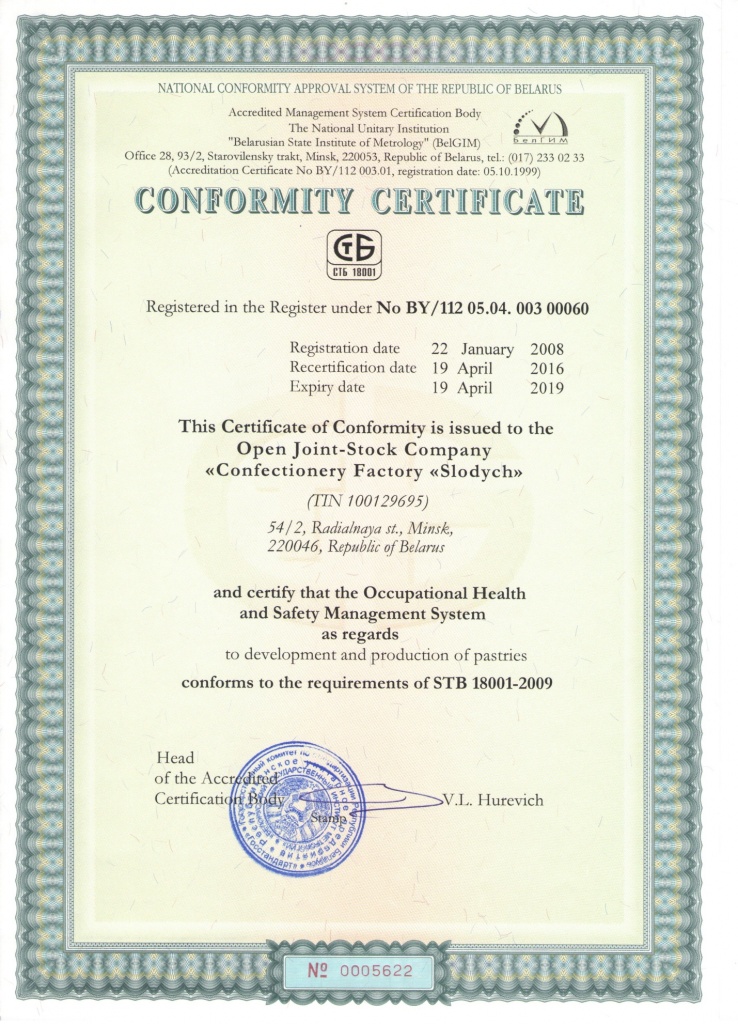 NATIONAL CONFORMITY APPROVAL SYSTEM OF THE REPUBLIC OF BELARUS
Accredited Management System Certification Body
The National Unitary Institution
"Belarusian State Institute of Metrology" (BelGIM)
Office 28, 93/2, Starovilensky trakt, Minsk, 220053, Republic of Belarus, tel.: (017) 233 02 33
(Accreditation Certificate No BY/112 003.01, registration date: 05.10.1999)
БелГИМ
CONFORMITY CERTIFICATE
СТБ
СТБ 18001
Registered in the Register under No BY/112 05.04. 003 00060
Registration date 22 January 2008
Recertification date 19 April 2016
Expiry date 19 April 2019
This Certificate of Conformity is issued to the
Open Joint-Stock Company
«Confectionery Factory «Slodych»
(TIN 100129695)
54/2, Radialnaya st., Minsk,
220046, Republic of Belarus
and certify that the Occupational Health
and Safety Management System
as regards
to development and production of pastries
conforms to the requirements of STB 18001-2009
Head
of the Accredited
Certification Body
V.L. Hurevich
Stamp
№ 0005622